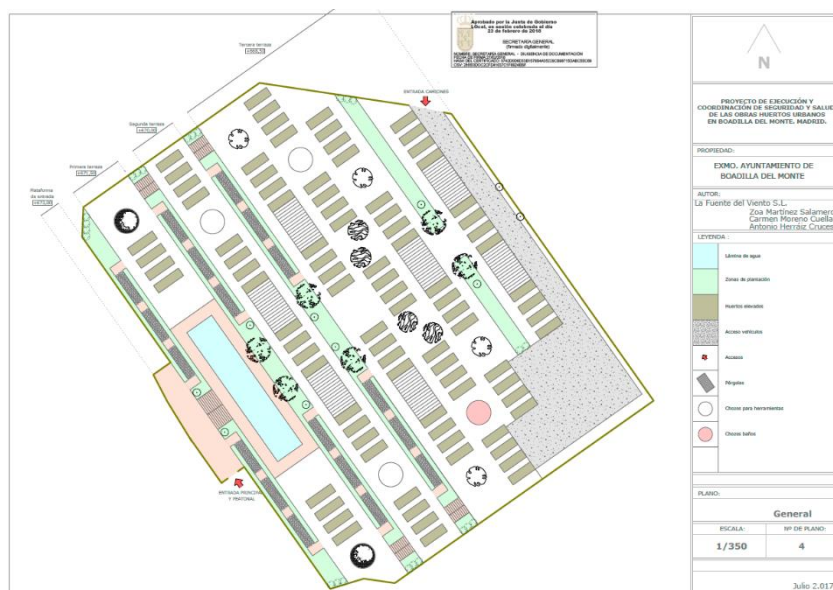 Aprobado por la Junta de Gobierno
Local, en sesión celebrada el día
23 de febrero de 2018
SECRETARÍA GENERAL
(firmado digitalmente)
Tercera terraza
Segunda terraza
Primera terraza
Plataforma
de entrada
ENTRADA CAMIONES
ENTRADA PRINCIPAL
Y PEATONAL
N
PROYECTO DE EJECUCIÓN Y
COORDINACIÓN DE SEGURIDAD Y SALUD
DE LAS OBRAS HUERTOS URBANOS
EN BOADILLA DEL MONTE. MADRID.
PROPIEDAD:
EXMO. AYUNTAMIENTO DE
BOADILLA DEL MONTE
AUTOR:
La Fuente del Viento S.L.
Zoa Martínez Salamero
Carmen Moreno Cuella
Antonio Herráiz Cruces
LEYENDA :
Lámina de agua
Zonas de plantación
Huertos elevados
Acceso vehículos
Accesos
Pérgolas
Chozos para herramientas
Chozos baños
PLANO:
General
ESCALA:
Nº DE PLANO:
1/350
4
Julio 2.017